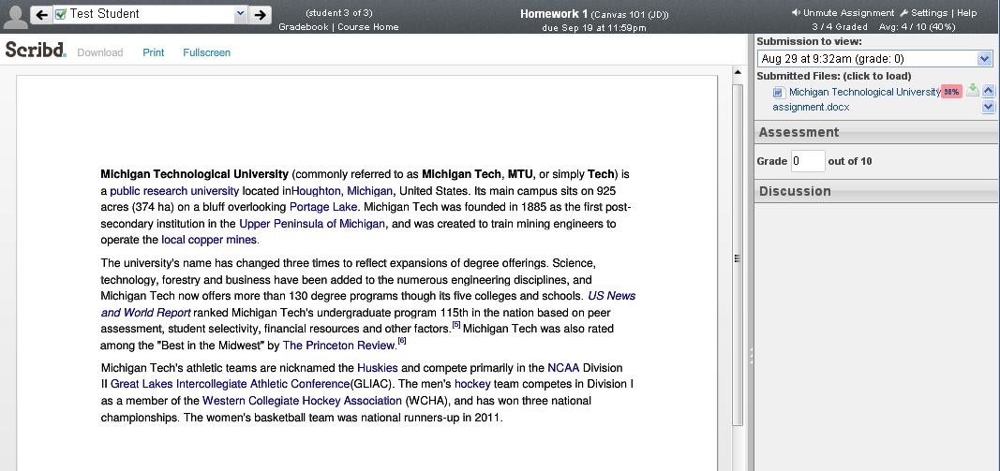 Test Student
(student 3 of 3)
Gradebook | Course Home
Homework 1 (Canvas 101 (JD))
due Sep 19 at 11:59pm
Unmute Assignment Settings | Help
3 / 4 Graded Avg: 4 / 10 (40%)
Scribd. Download Print Fullscreen
Michigan Technological University (commonly referred to as Michigan Tech, MTU, or simply Tech) is
a public research university located inHoughton, Michigan, United States. Its main campus sits on 925
acres (374 ha) on a bluff overlooking Portage Lake. Michigan Tech was founded in 1885 as the first post-
secondary institution in the Upper Peninsula of Michigan, and was created to train mining engineers to
operate the local copper mines.
The university's name has changed three times to reflect expansions of degree offerings. Science,
technology, forestry and business have been added to the numerous engineering disciplines, and
Michigan Tech now offers more than 130 degree programs though its five colleges and schools. US News
and World Report ranked Michigan Tech's undergraduate program 115th in the nation based on peer
assessment, student selectivity, financial resources and other factors.[5] Michigan Tech was also rated
among the "Best in the Midwest" by The Princeton Review.[6]
Michigan Tech's athletic teams are nicknamed the Huskies and compete primarily in the NCAA Division
II Great Lakes Intercollegiate Athletic Conference(GLIAC). The men's hockey team competes in Division I
as a member of the Western Collegiate Hockey Association (WCHA), and has won three national
championships. The women's basketball team was national runners-up in 2011.
Submission to view:
Aug 29 at 9:32am (grade: 0)
Submitted Files: (click to load)
Michigan Technological University 98%
assignment.docx
Assessment
Grade 0 out of 10
Discussion